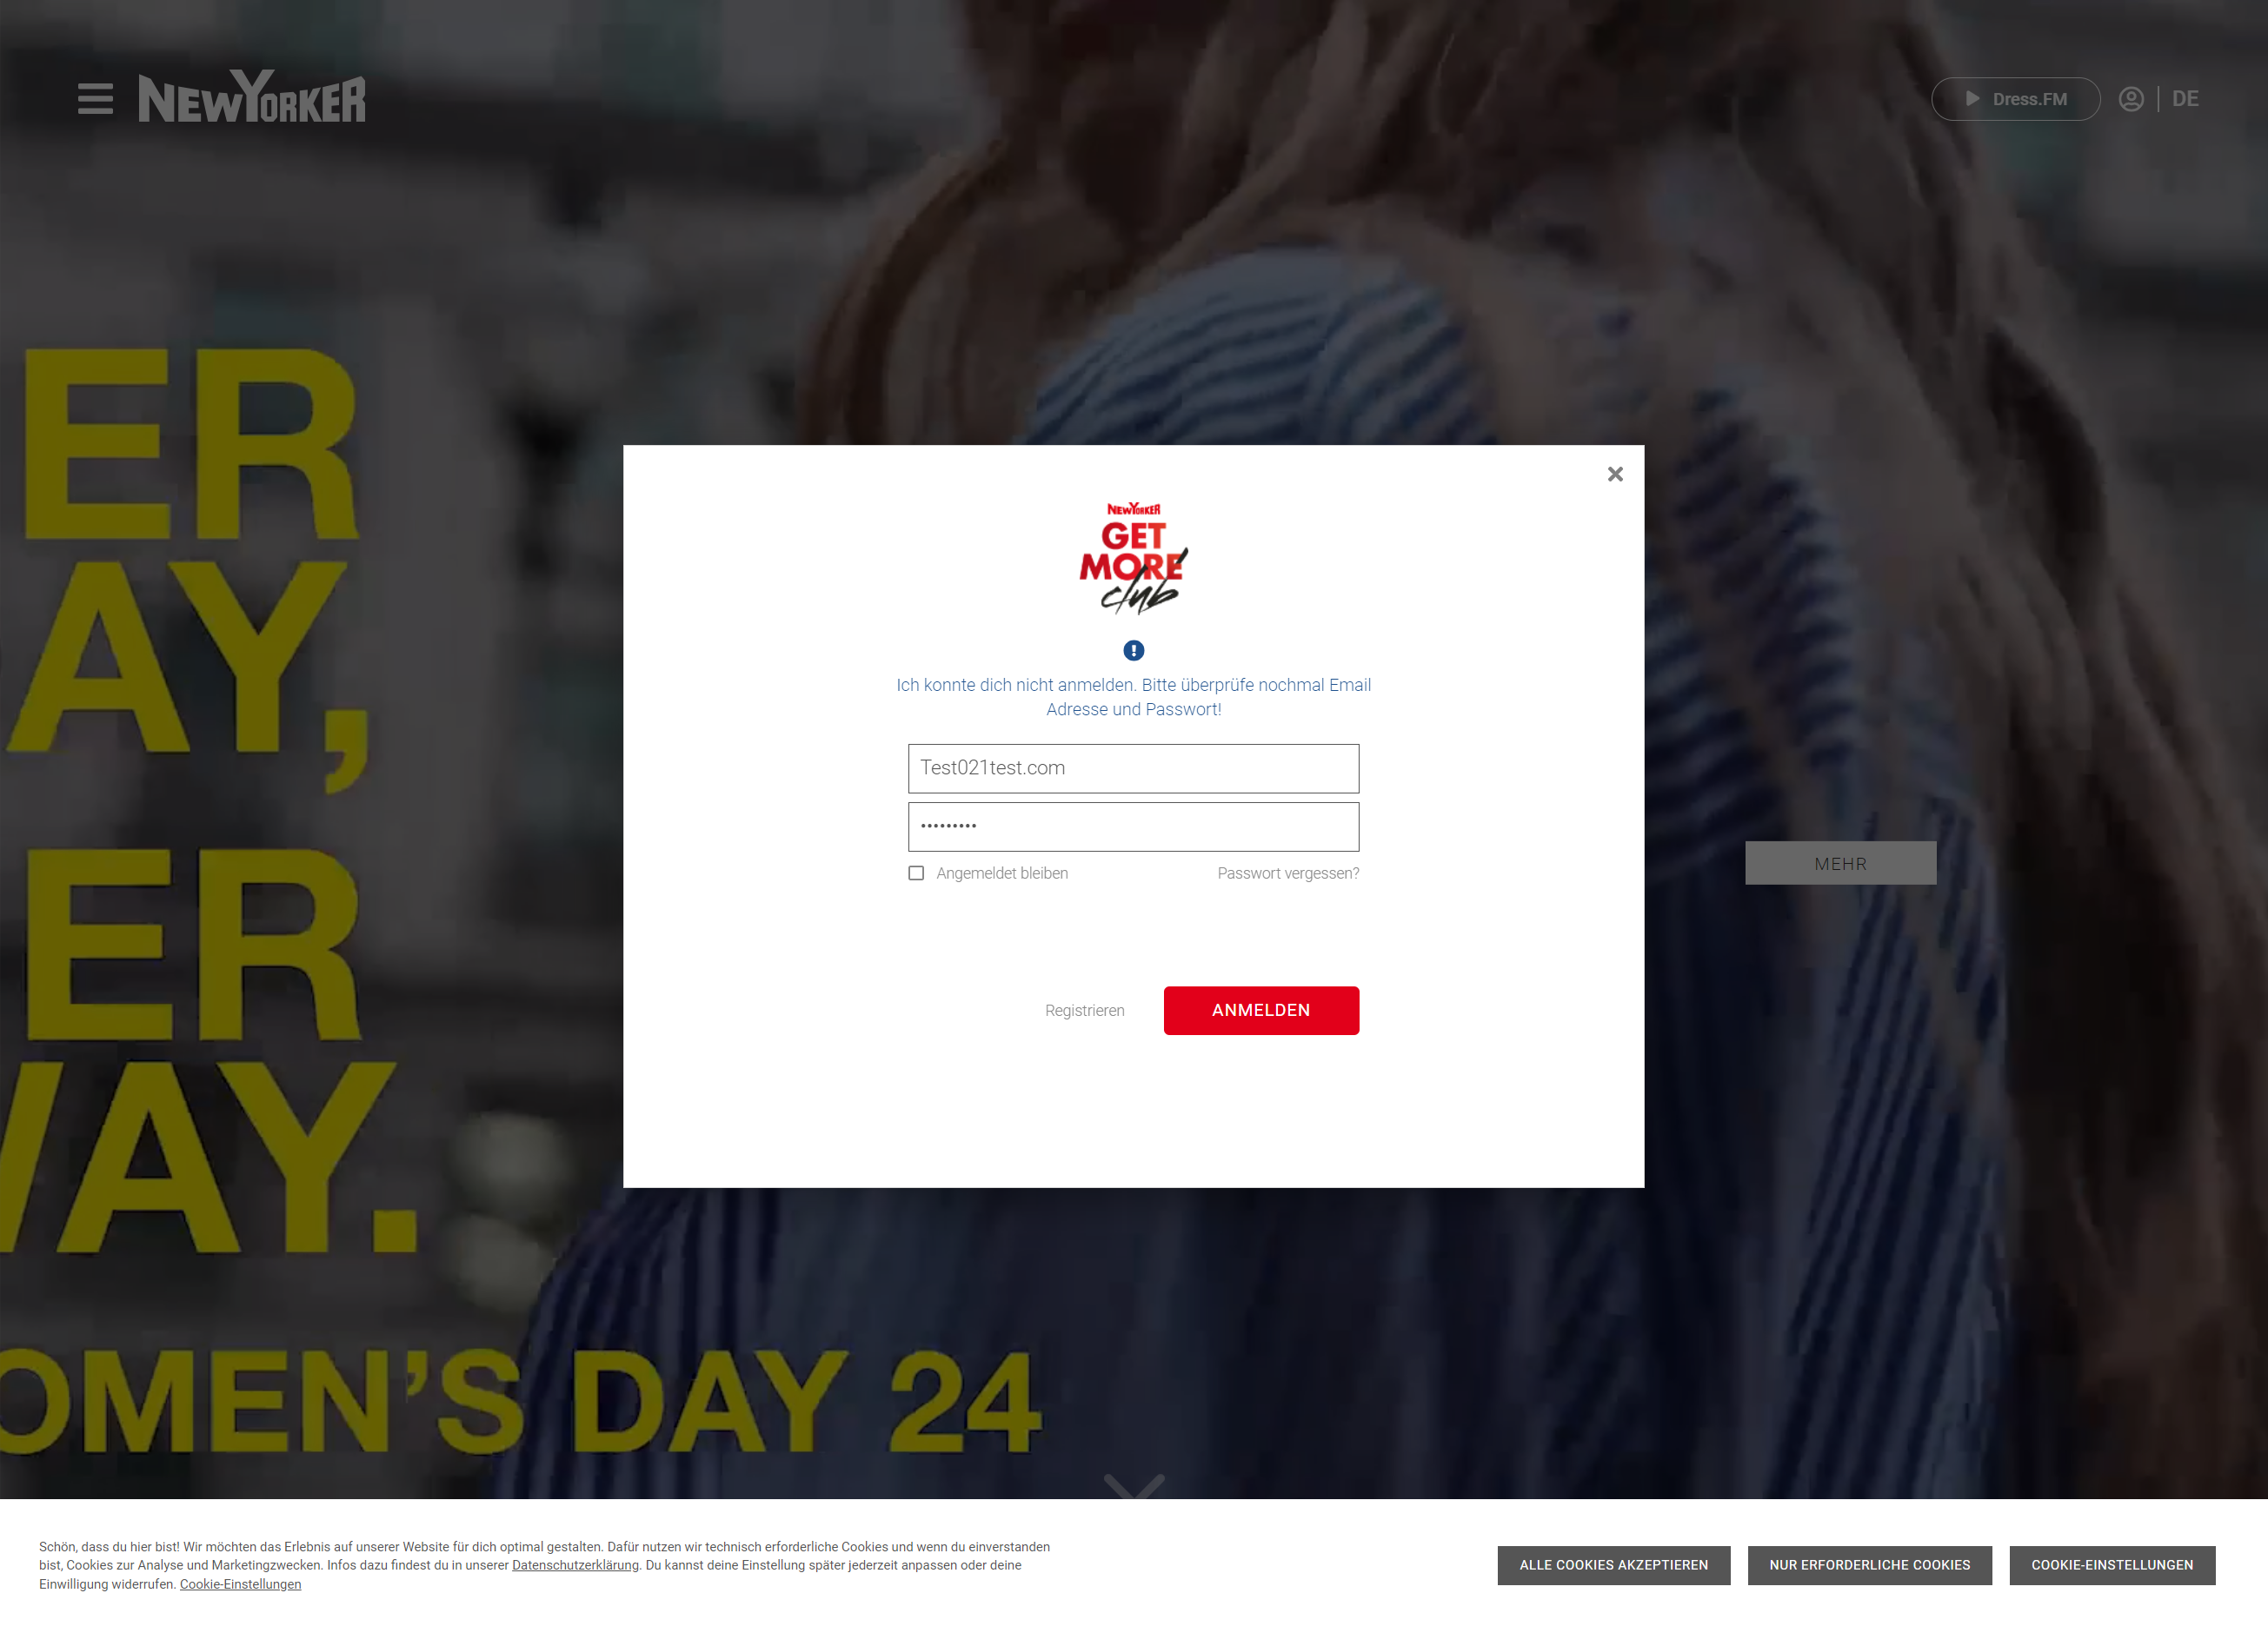 NEWYORKER
Dress.FM
DE
ER
AY,
ER
WAY.
OMEN'S DAY 24
NEWYORKER
GET
MORE
club
Ich konnte dich nicht anmelden. Bitte überprüfe nochmal Email
Adresse und Passwort!
Test021test.com
•••••••••
Angemeldet bleiben
Passwort vergessen?
Registrieren
ANMELDEN
MEHR
Schön, dass du hier bist! Wir möchten das Erlebnis auf unserer Website für dich optimal gestalten. Dafür nutzen wir technisch erforderliche Cookies und wenn du einverstanden
bist, Cookies zur Analyse und Marketingzwecken. Infos dazu findest du in unserer Datenschutzerklärung. Du kannst deine Einstellung später jederzeit anpassen oder deine
Einwilligung widerrufen. Cookie-Einstellungen
ALLE COOKIES AKZEPTIEREN
NUR ERFORDERLICHE COOKIES
COOKIE-EINSTELLUNGEN